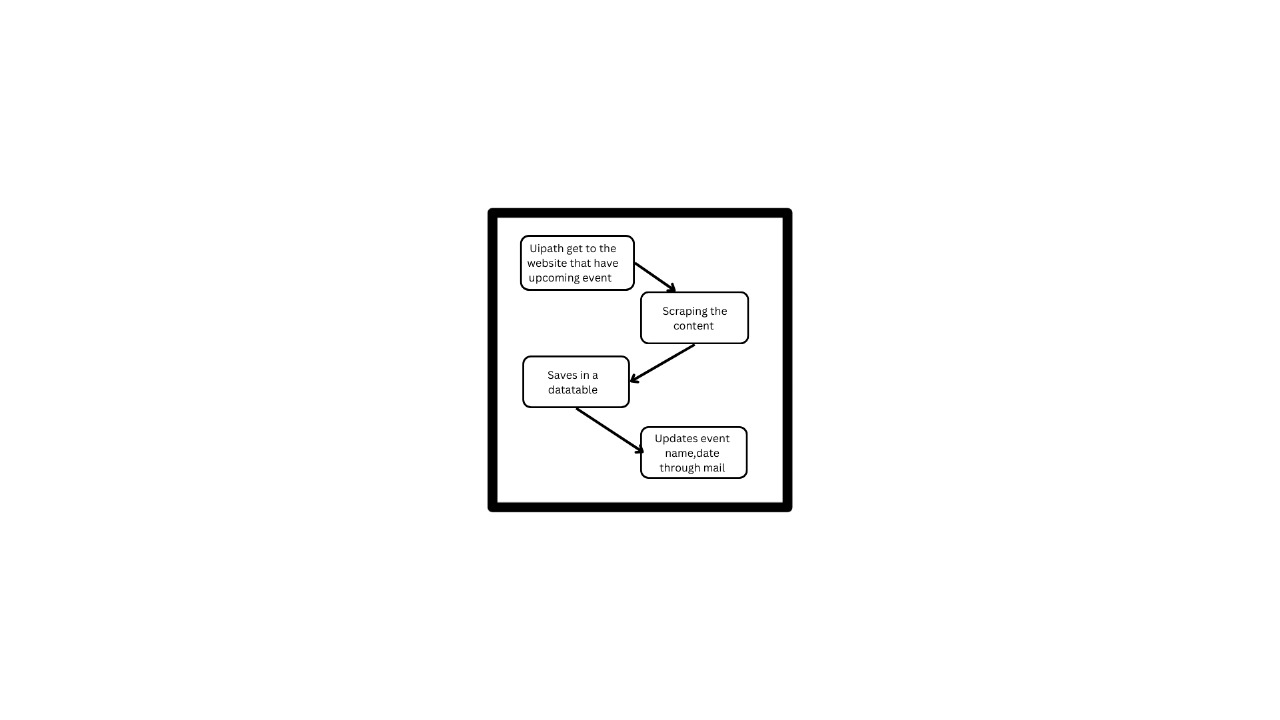 Uipath get to the
website that have
upcoming event
Scraping the
content
Saves in a
datatable
Updates event
name,date
through mail